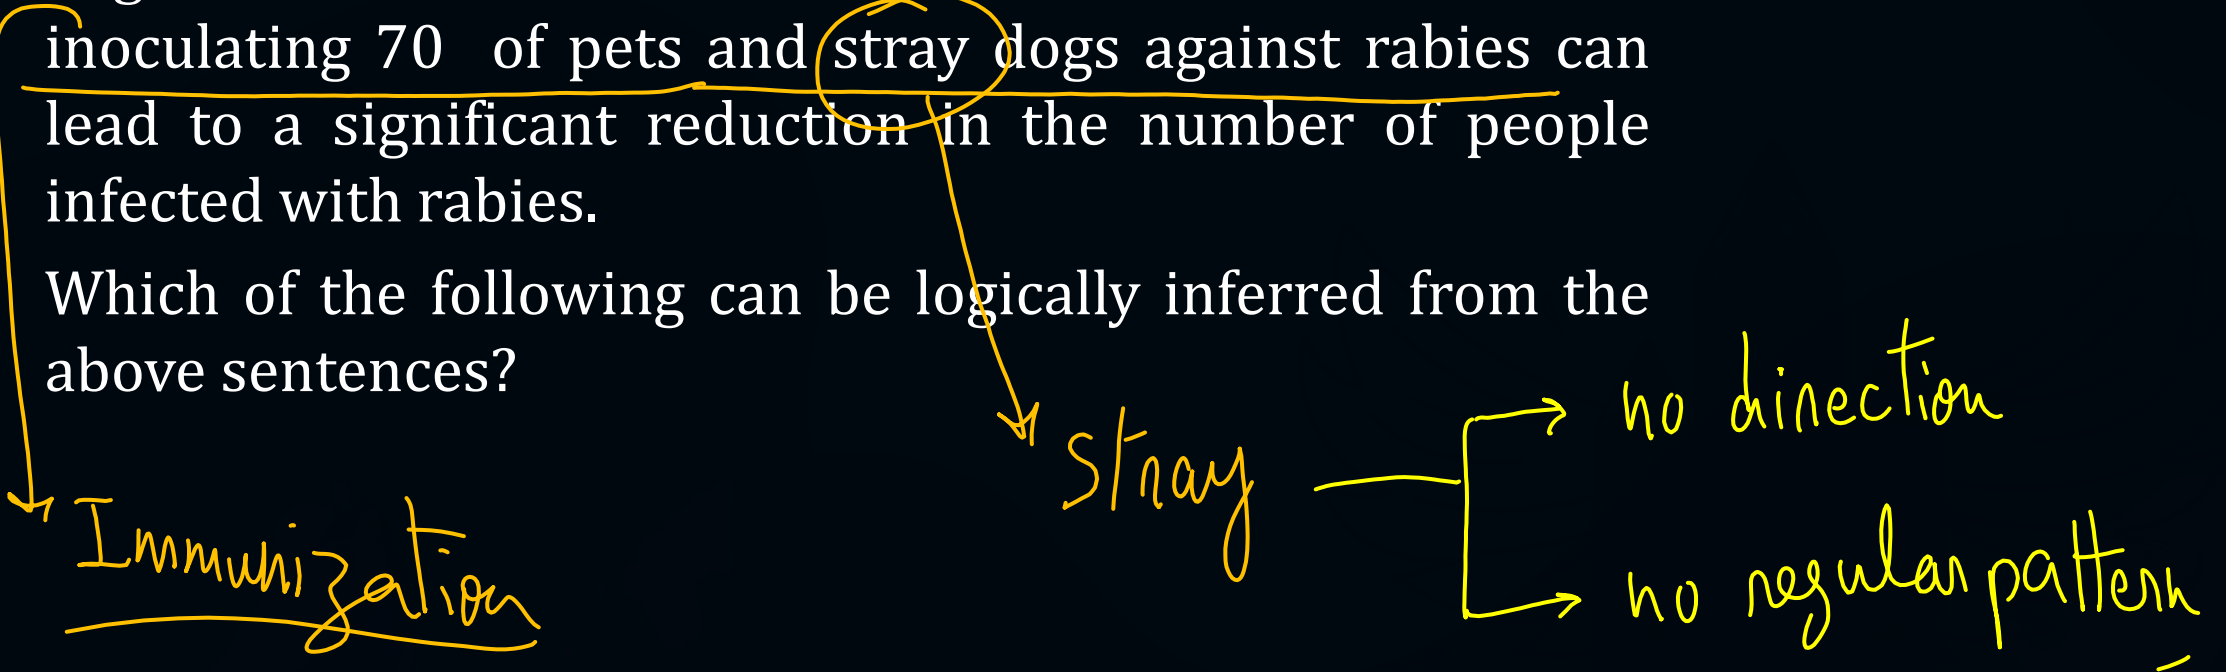 inoculating 70 of pets and stray dogs against rabies can
lead to a significant reduction in the number of people
infected with rabies.
Which of the following can be logically inferred from the
above sentences?
no direction
Stray
Immunization
no regular pattern